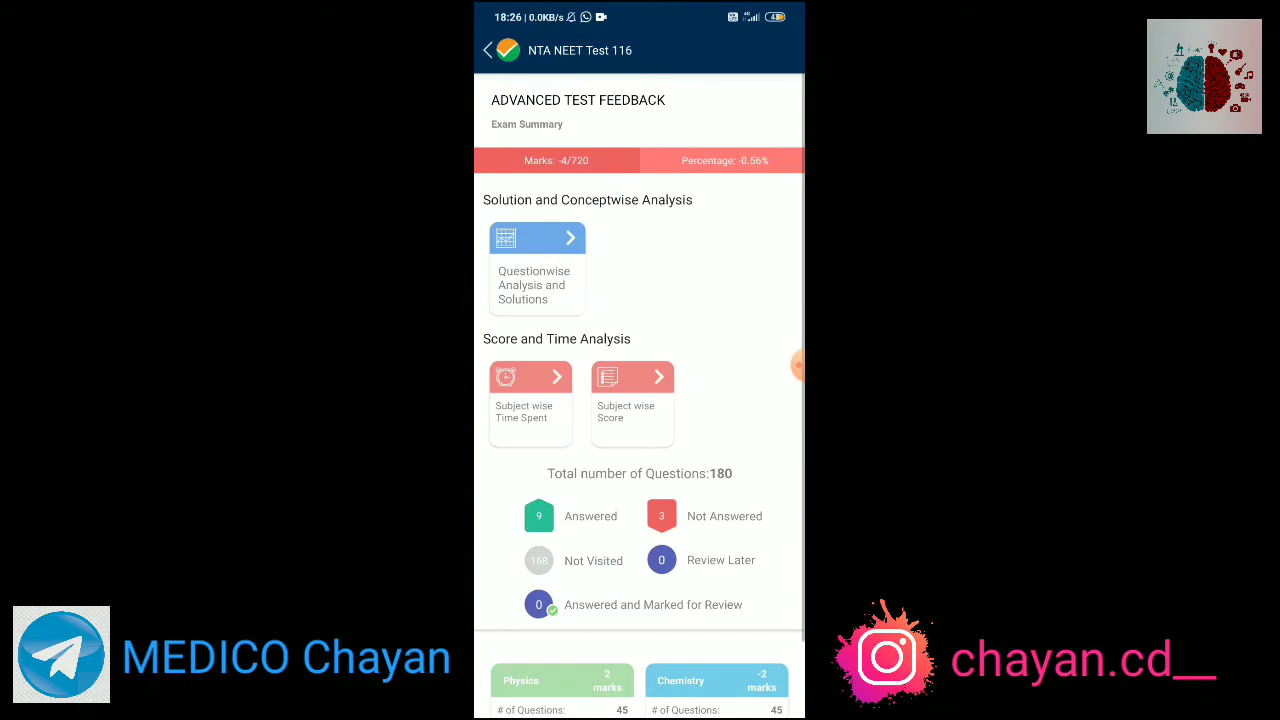 18:26 | 0.0KB/s
NTA NEET Test 116
ADVANCED TEST FEEDBACK
Exam Summary
Marks: -4/720
Percentage: -0.56%
Solution and Conceptwise Analysis
Questionwise
Analysis and
Solutions
Score and Time Analysis
Subject wise
Time Spent
Subject wise
Score
Total number of Questions:180
9 Answered
3 Not Answered
168 Not Visited
0 Review Later
0 Answered and Marked for Review
Physics 2 marks
Chemistry -2 marks
# of Questions: 45
# of Questions: 45
MEDICO Chayan
chayan.cd__